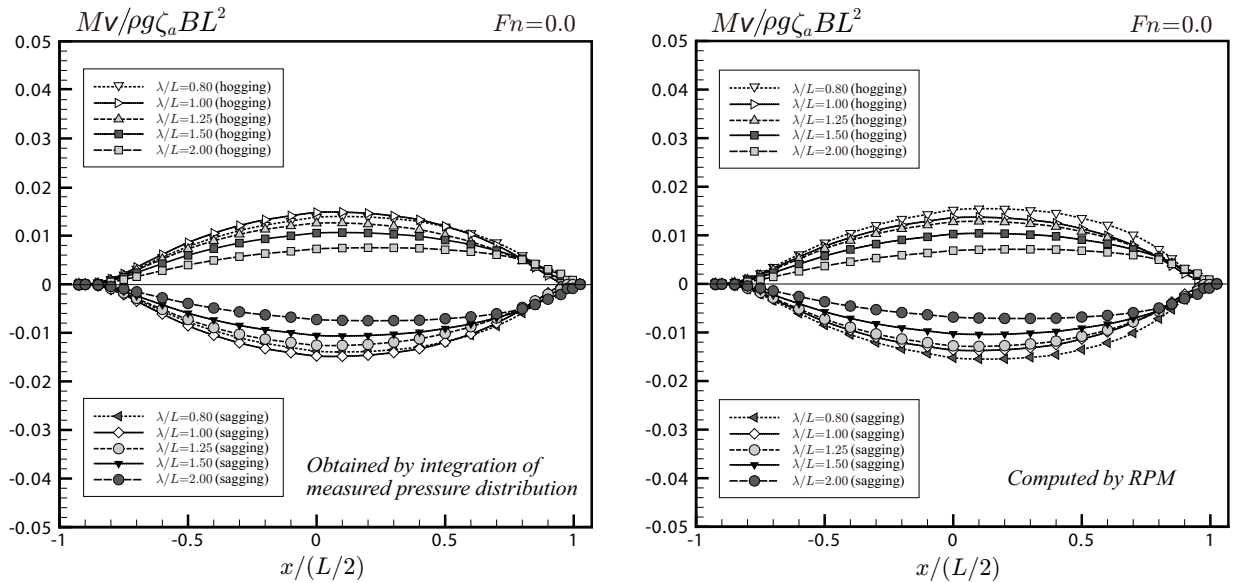 Mv/ρgζₐBL² Fn=0.0
0.05
0.04
0.03
0.02
0.01
0
-0.01
-0.02
-0.03
-0.04
-0.05
λ/L=0.80 (hogging)
λ/L=1.00 (hogging)
λ/L=1.25 (hogging)
λ/L=1.50 (hogging)
λ/L=2.00 (hogging)
λ/L=0.80 (sagging)
λ/L=1.00 (sagging)
λ/L=1.25 (sagging)
λ/L=1.50 (sagging)
λ/L=2.00 (sagging)
Obtained by integration of
measured pressure distribution
-1 -0.5 0 0.5 1
x/(L/2)
Mv/ρgζₐBL² Fn=0.0
0.05
0.04
0.03
0.02
0.01
0
-0.01
-0.02
-0.03
-0.04
-0.05
λ/L=0.80 (hogging)
λ/L=1.00 (hogging)
λ/L=1.25 (hogging)
λ/L=1.50 (hogging)
λ/L=2.00 (hogging)
λ/L=0.80 (sagging)
λ/L=1.00 (sagging)
λ/L=1.25 (sagging)
λ/L=1.50 (sagging)
λ/L=2.00 (sagging)
Computed by RPM
-1 -0.5 0 0.5 1
x/(L/2)